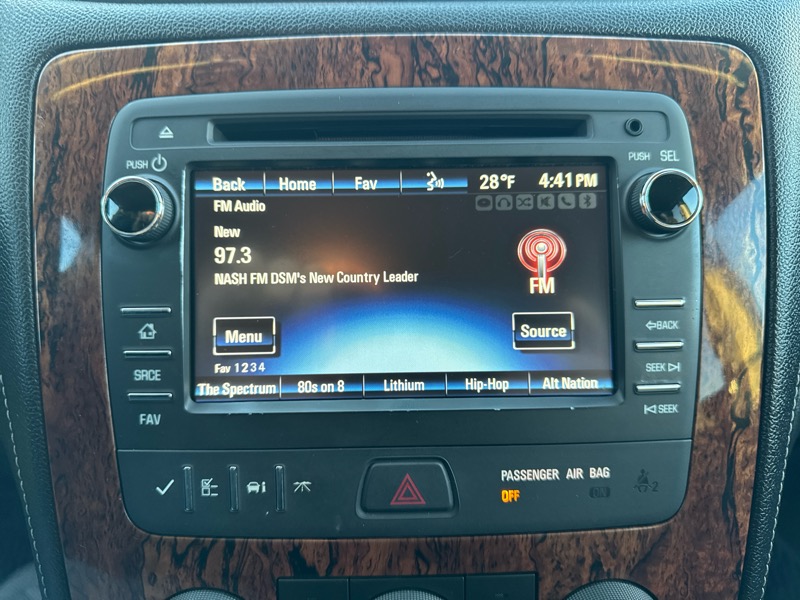 PUSH
PUSH SEL
Back Home Fav 28°F 4:41 PM
FM Audio
New
97.3
NASH FM DSM's New Country Leader
FM
Menu
Source
Fav 1 2 3 4
The Spectrum 80s on 8 Lithium Hip-Hop Alt Nation
SRCE
FAV
BACK
SEEK
SEEK
PASSENGER AIR BAG
OFF ON
2